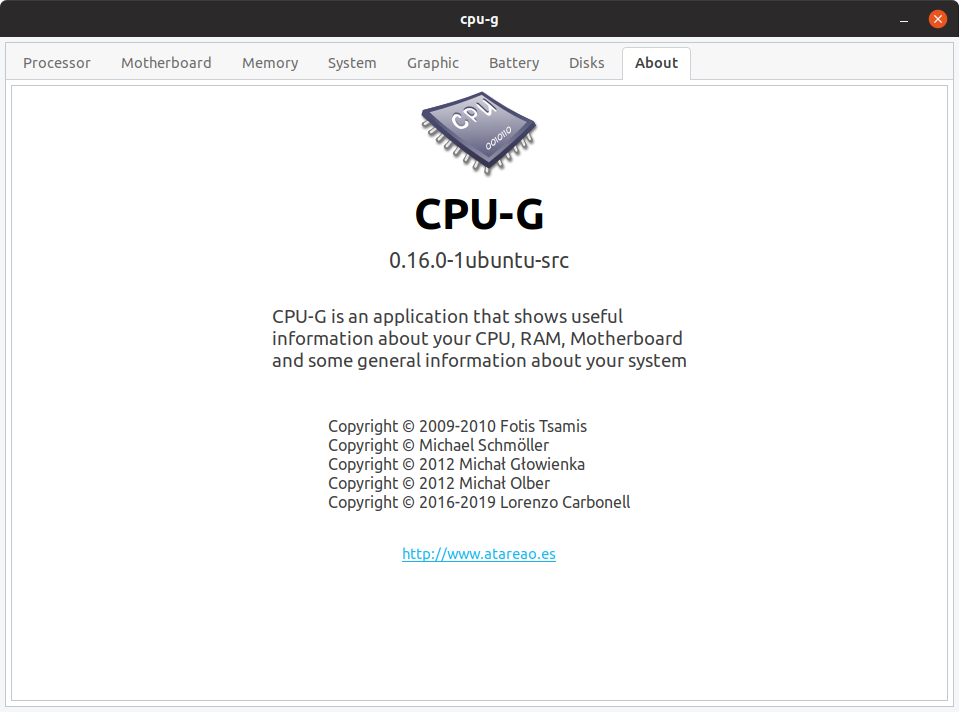 cpu-g
Processor Motherboard Memory System Graphic Battery Disks About
CPU
0010110
CPU-G
0.16.0-1ubuntu-src
CPU-G is an application that shows useful
information about your CPU, RAM, Motherboard
and some general information about your system
Copyright © 2009-2010 Fotis Tsamis
Copyright © Michael Schmöller
Copyright © 2012 Michał Głowienka
Copyright © 2012 Michał Olber
Copyright © 2016-2019 Lorenzo Carbonell
http://www.atareao.es